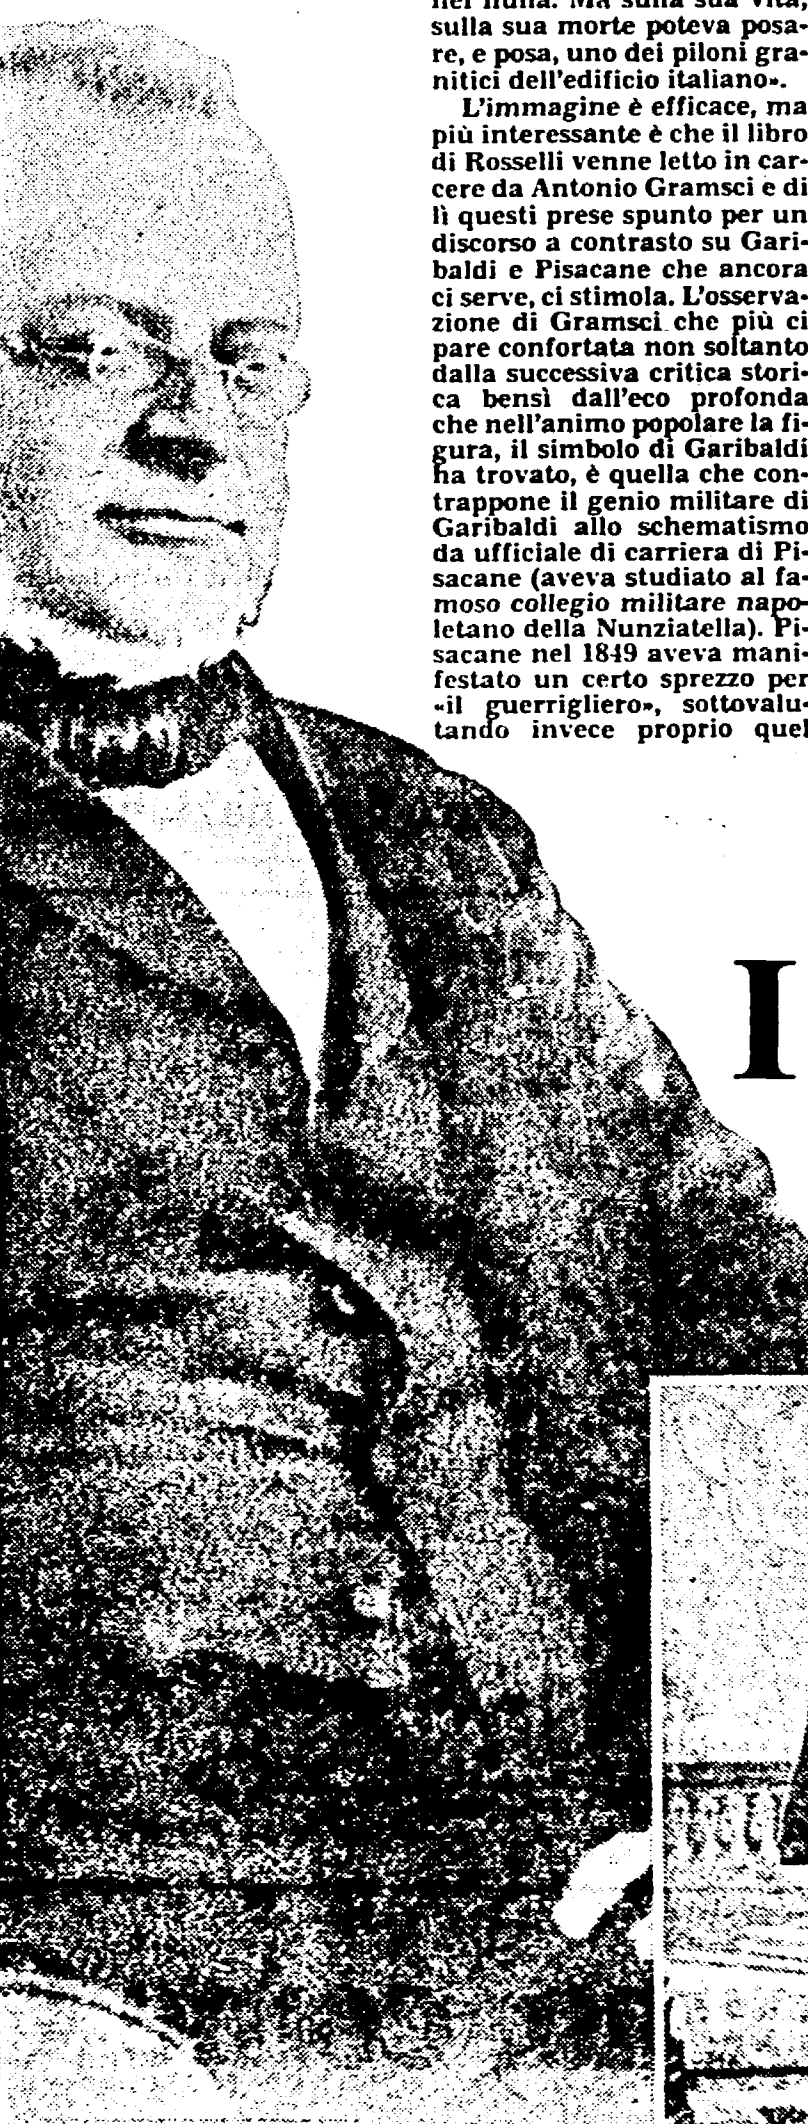 nel nulla. Ma sulla sua vita,
sulla sua morte poteva posa-
re, e posa, uno dei piloni gra-
nitici dell'edificio italiano».
L'immagine è efficace, ma
più interessante è che il libro
di Rosselli venne letto in car-
cere da Antonio Gramsci e di
lì questi prese spunto per un
discorso a contrasto su Gari-
baldi e Pisacane che ancora
ci serve, ci stimola. L'osserva-
zione di Gramsci che più ci
pare confortata non soltanto
dalla successiva critica stori-
ca bensì dall'eco profonda
che nell'animo popolare la fi-
gura, il simbolo di Garibaldi
ha trovato, è quella che con-
trappone il genio militare di
Garibaldi allo schematismo
da ufficiale di carriera di Pi-
sacane (aveva studiato al fa-
moso collegio militare napo-
letano della Nunziatella). Pi-
sacane nel 1849 aveva mani-
festato un certo sprezzo per
«il guerrigliero», sottovalu-
tando invece proprio quel
I